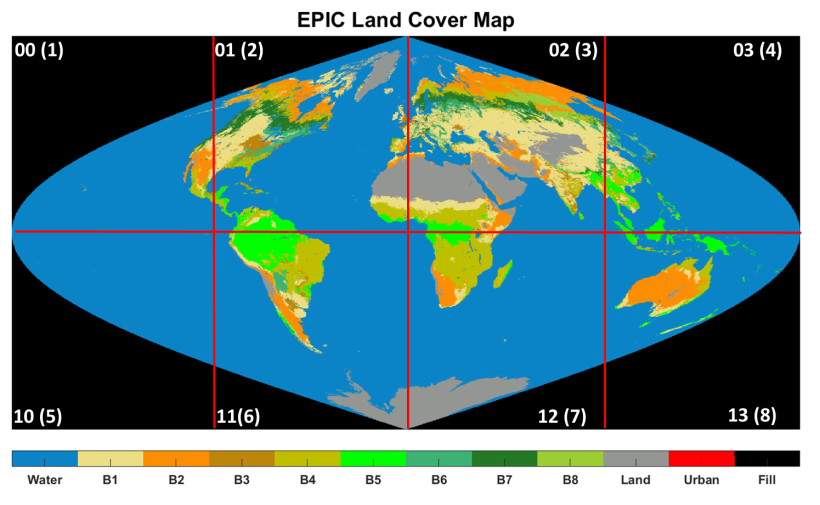 EPIC Land Cover Map
00 (1) 01 (2) 02 (3) 03 (4)
10 (5) 11(6) 12 (7) 13 (8)
Water B1 B2 B3 B4 B5 B6 B7 B8 Land Urban Fill